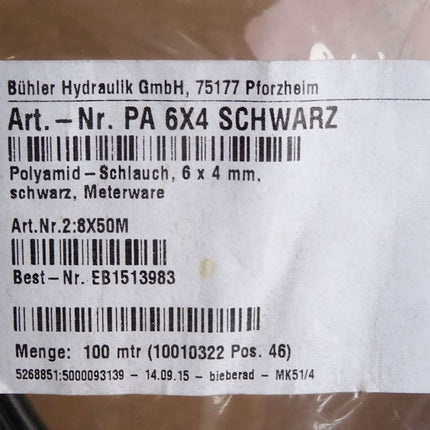 Bühler Hydraulik GmbH, 75177 Pforzheim
Art.-Nr. PA 6X4 SCHWARZ
Polyamid-Schlauch, 6 x 4 mm,
schwarz, Meterware
Art.Nr.2:8X50M
Best-Nr. EB1513983
Menge: 100 mtr (10010322 Pos. 46)
5268851:5000093139 - 14.09.15 - bieberad - MK51/4